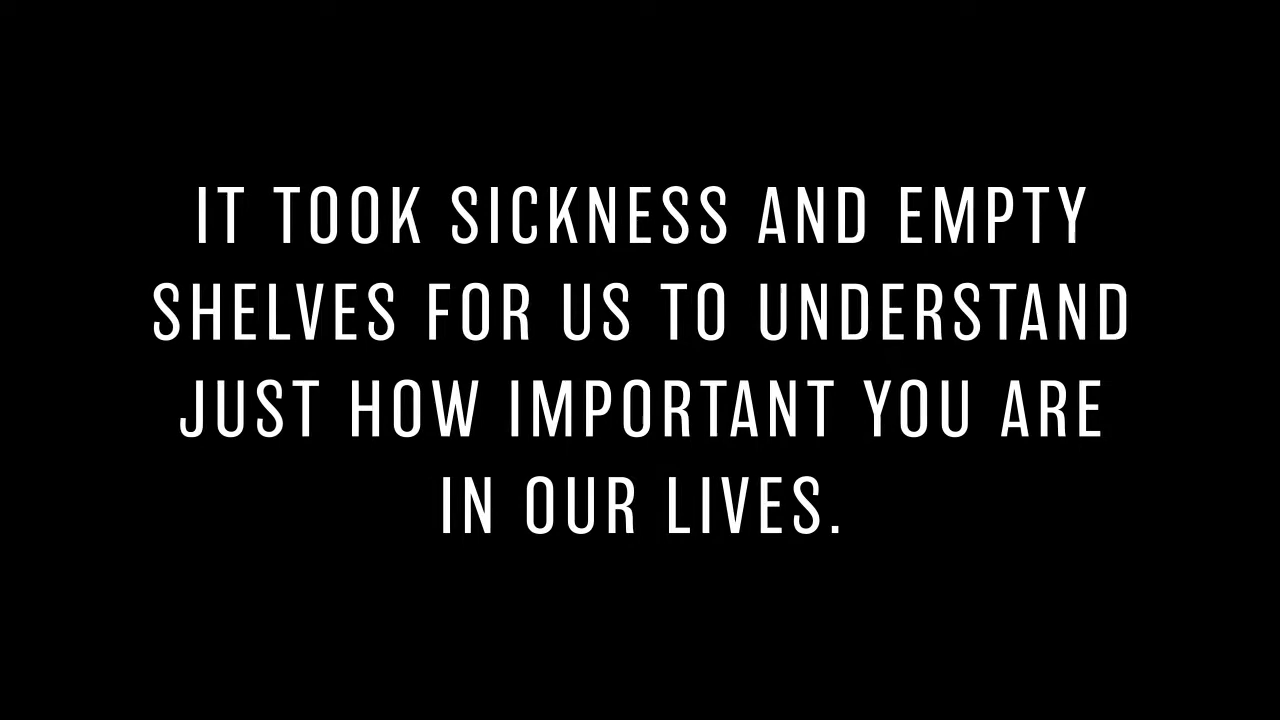 IT TOOK SICKNESS AND EMPTY
SHELVES FOR US TO UNDERSTAND
JUST HOW IMPORTANT YOU ARE
IN OUR LIVES.